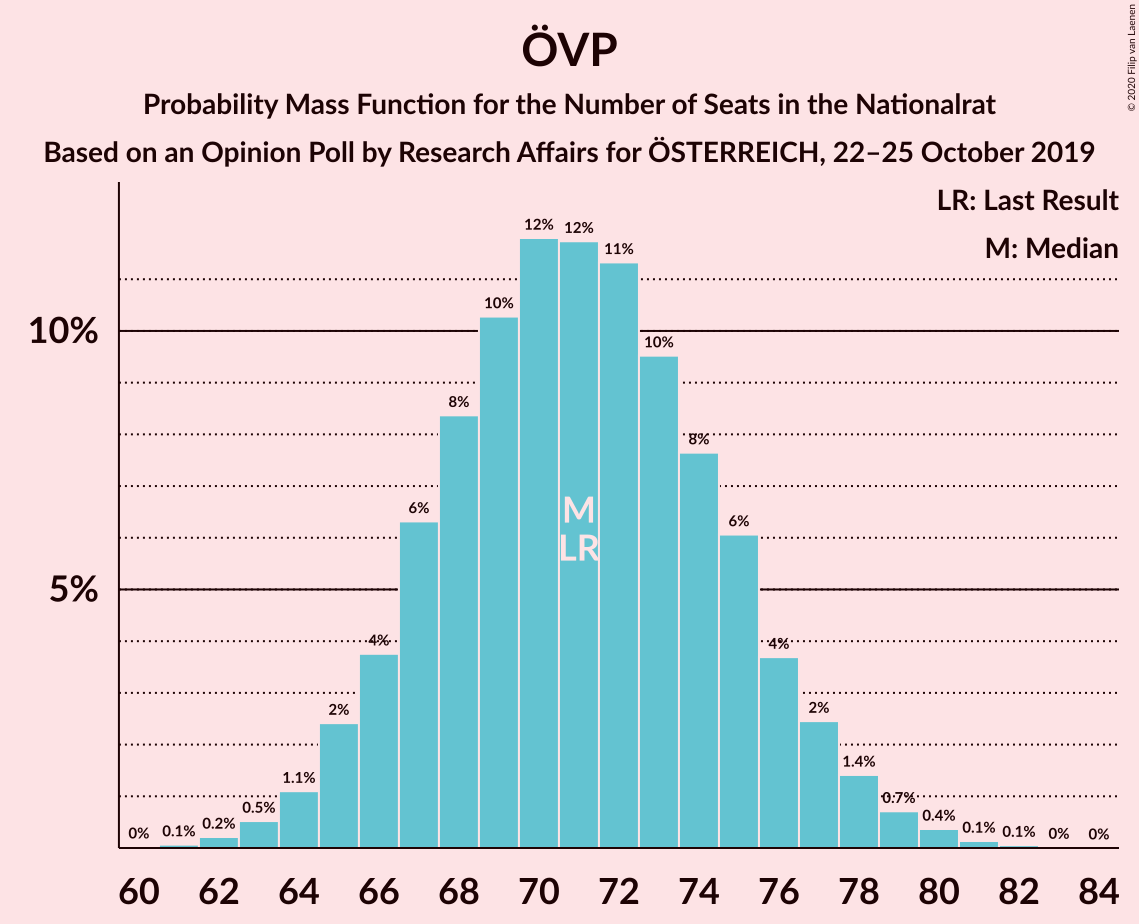 ÖVP
Probability Mass Function for the Number of Seats in the Nationalrat
Based on an Opinion Poll by Research Affairs for ÖSTERREICH, 22–25 October 2019
© 2020 Filip van Laenen
LR: Last Result
M: Median
10%
5%
0% 0.1% 0.2% 0.5% 1.1% 2% 4% 6% 8% 10% 12% 12% 11% 10% 8% 6% 4% 2% 1.4% 0.7% 0.4% 0.1% 0.1% 0% 0%
M
LR
60 62 64 66 68 70 72 74 76 78 80 82 84